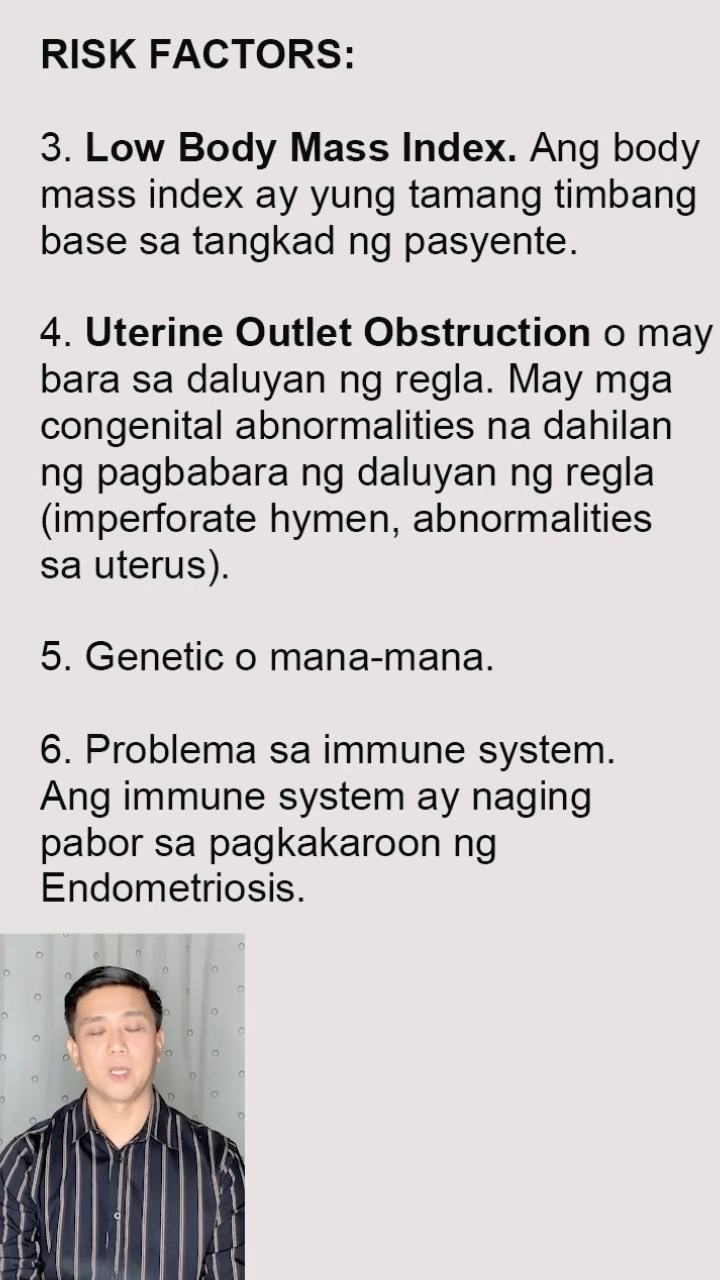 RISK FACTORS:
3. Low Body Mass Index. Ang body
mass index ay yung tamang timbang
base sa tangkad ng pasyente.
4. Uterine Outlet Obstruction o may
bara sa daluyan ng regla. May mga
congenital abnormalities na dahilan
ng pagbabara ng daluyan ng regla
(imperforate hymen, abnormalities
sa uterus).
5. Genetic o mana-mana.
6. Problema sa immune system.
Ang immune system ay naging
pabor sa pagkakaroon ng
Endometriosis.